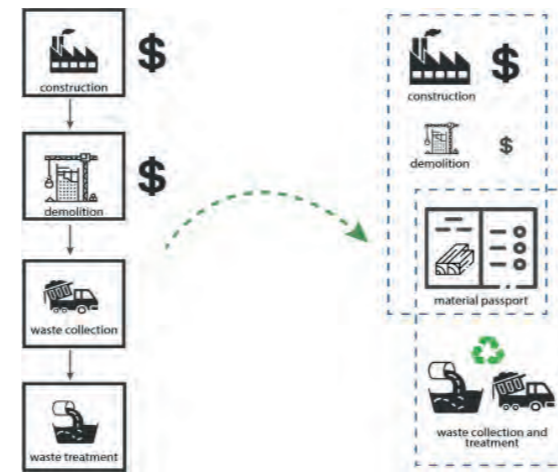 construction
$
demolition
$
waste collection
waste treatment
construction
$
demolition
$
material passport
waste collection and
treatment